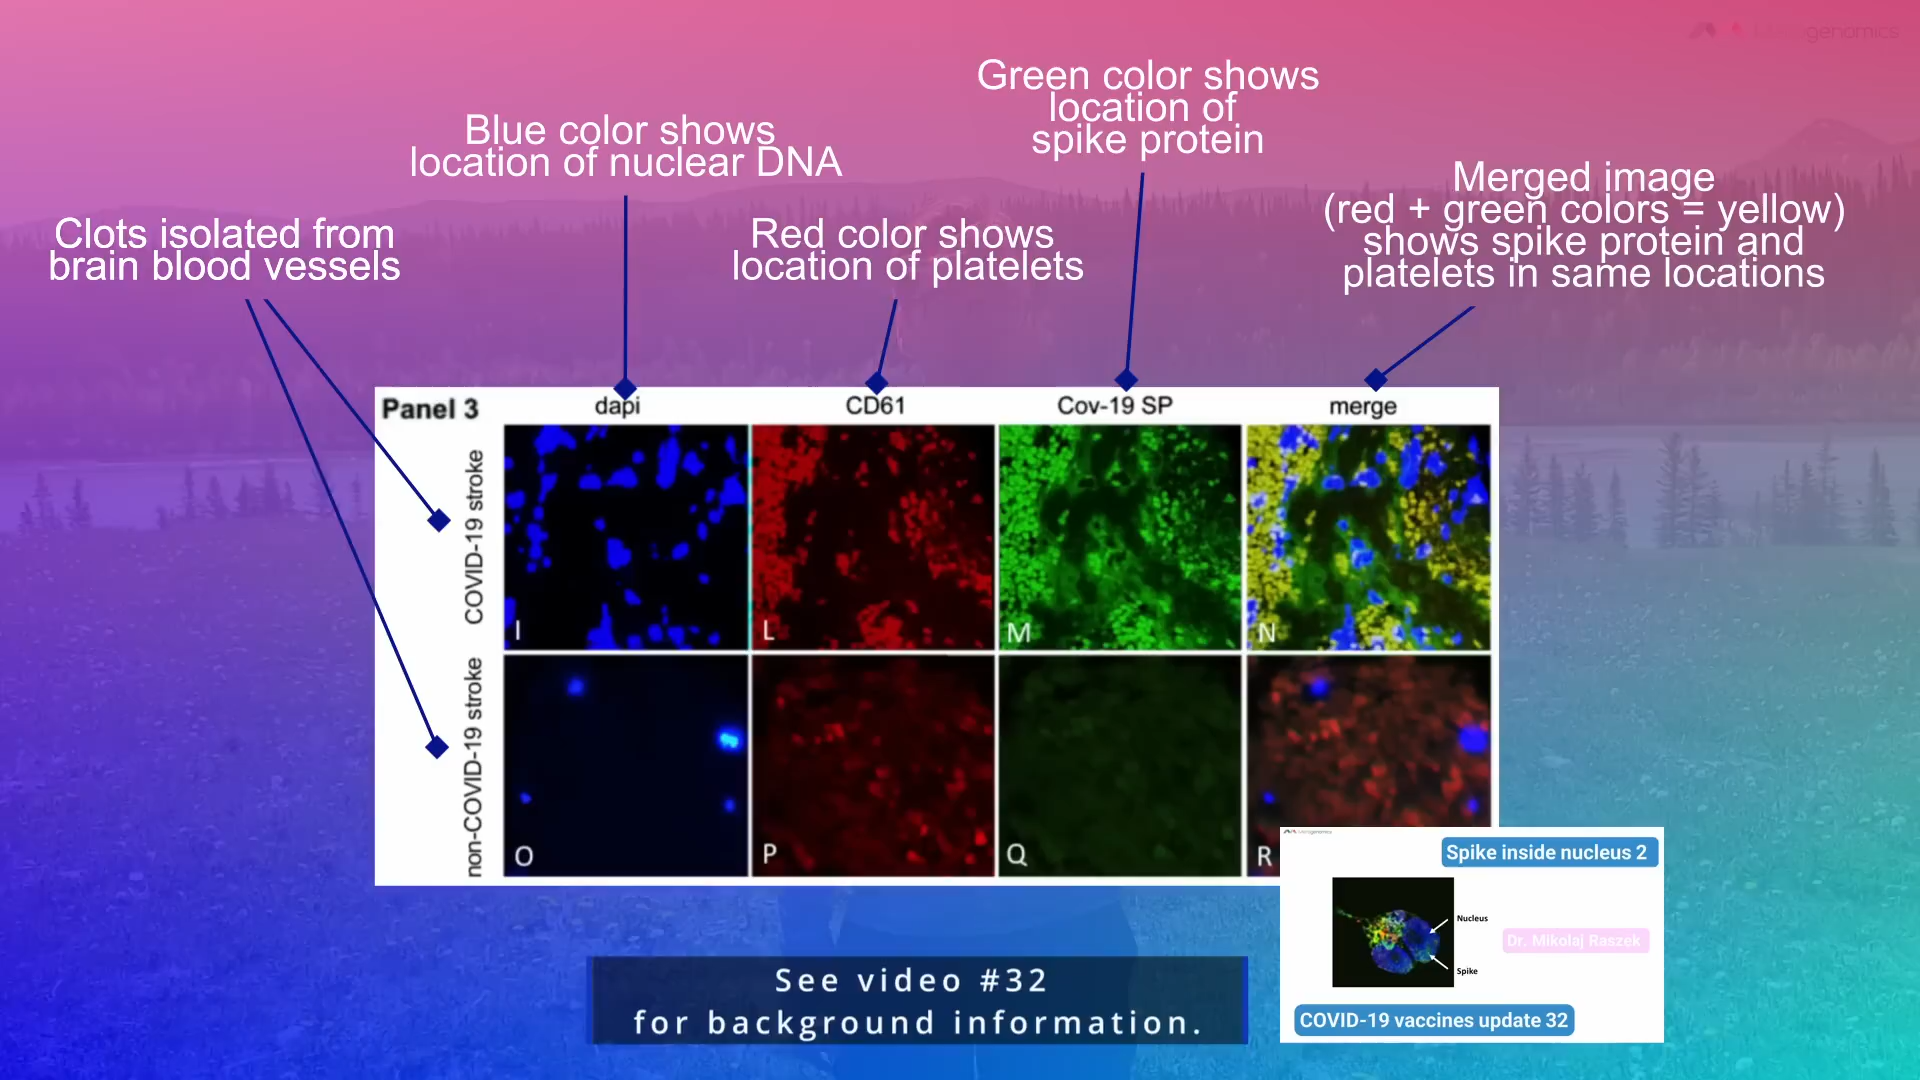 Green color shows
location of
spike protein
Blue color shows
location of nuclear DNA
Merged image
(red + green colors = yellow)
shows spike protein and
platelets in same locations
Clots isolated from
brain blood vessels
Red color shows
location of platelets
Panel 3
dapi
CD61
Cov-19 SP
merge
COVID-19 stroke
I
L
M
N
non-COVID-19 stroke
O
P
Q
R
Spike inside nucleus 2
Nucleus
Dr. Mikolaj Raszek
Spike
COVID-19 vaccines update 32
See video #32
for background information.